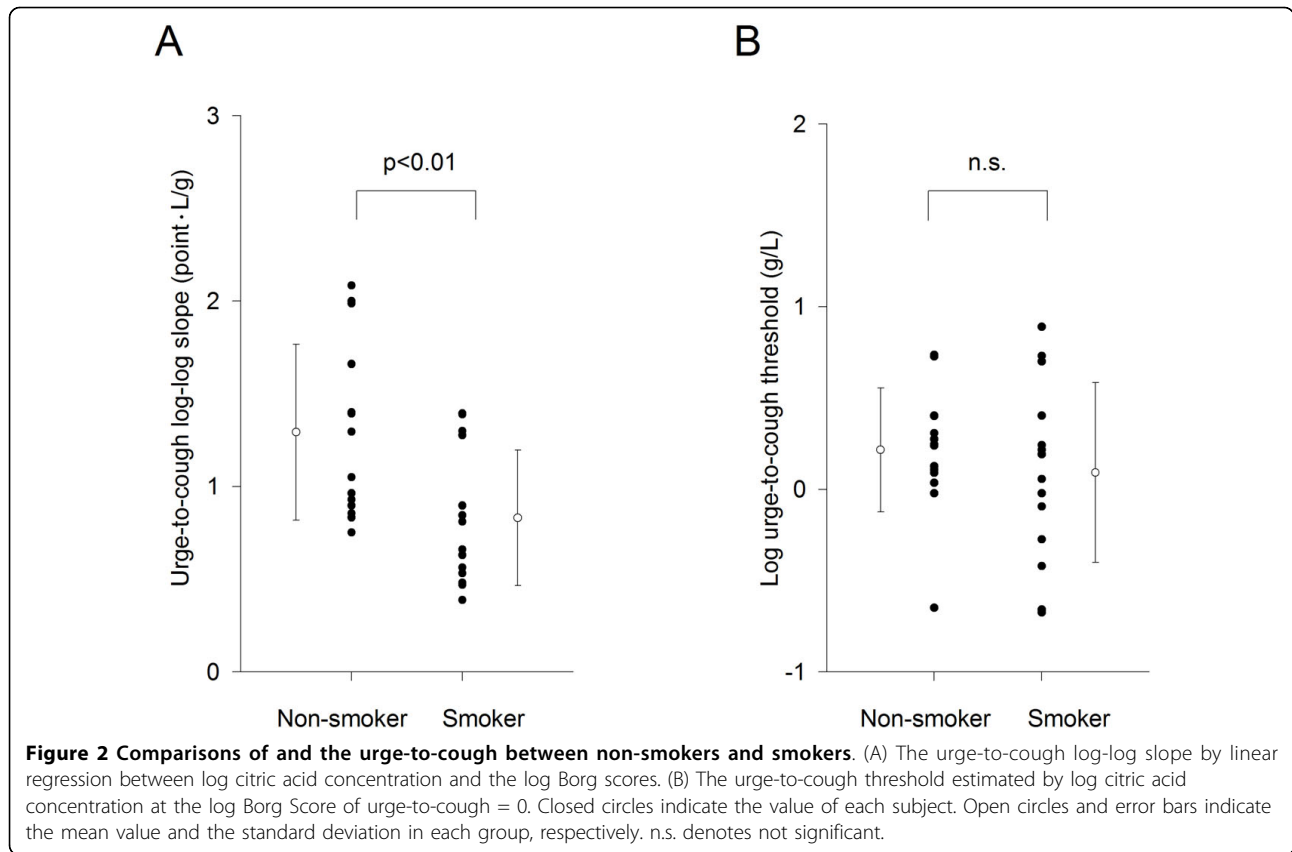 A
B
3
2
1
0
Urge-to-cough log-log slope (point · L/g)
p<0.01
Non-smoker Smoker
2
1
0
-1
Log urge-to-cough threshold (g/L)
n.s.
Non-smoker Smoker
Figure 2 Comparisons of and the urge-to-cough between non-smokers and smokers. (A) The urge-to-cough log-log slope by linear
regression between log citric acid concentration and the log Borg scores. (B) The urge-to-cough threshold estimated by log citric acid
concentration at the log Borg Score of urge-to-cough = 0. Closed circles indicate the value of each subject. Open circles and error bars indicate
the mean value and the standard deviation in each group, respectively. n.s. denotes not significant.